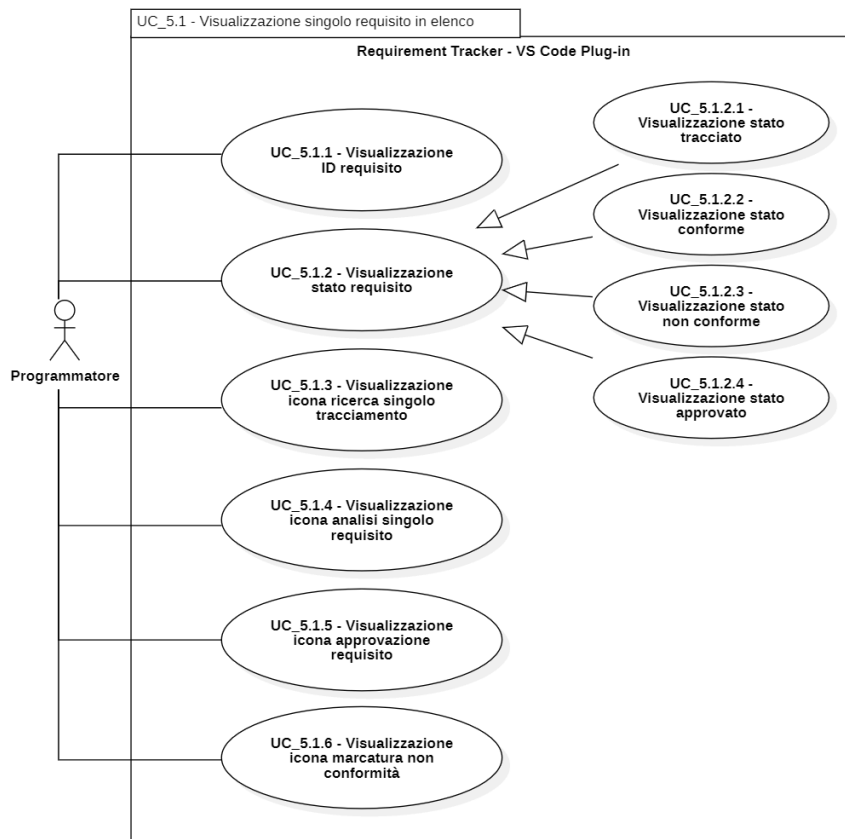 UC_5.1 - Visualizzazione singolo requisito in elenco
Requirement Tracker - VS Code Plug-in
UC_5.1.1 - Visualizzazione
ID requisito
UC_5.1.2 - Visualizzazione
stato requisito
UC_5.1.2.1 -
Visualizzazione stato
tracciato
UC_5.1.2.2 -
Visualizzazione stato
conforme
UC_5.1.2.3 -
Visualizzazione stato
non conforme
UC_5.1.2.4 -
Visualizzazione stato
approvato
Programmatore
UC_5.1.3 - Visualizzazione
icona ricerca singolo
tracciamento
UC_5.1.4 - Visualizzazione
icona analisi singolo
requisito
UC_5.1.5 - Visualizzazione
icona approvazione
requisito
UC_5.1.6 - Visualizzazione
icona marcatura non
conformità